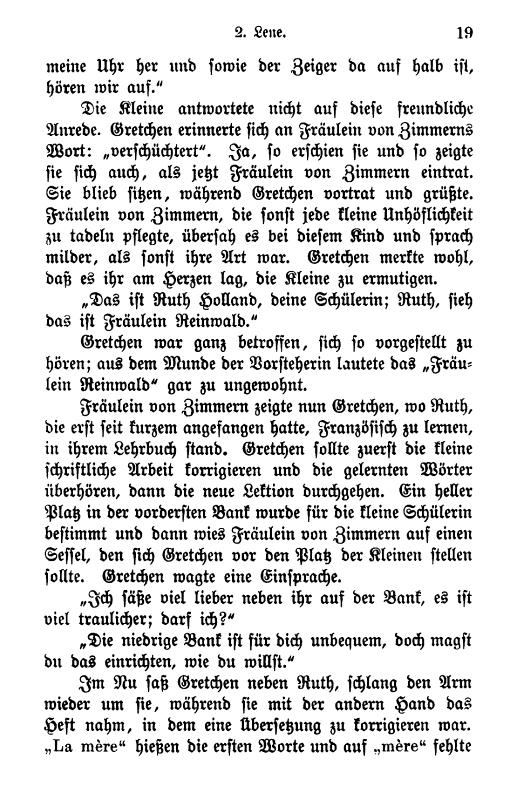 2. Lene. 19
meine Uhr her und sowie der Zeiger da auf halb ist,
hören wir auf.“
Die Kleine antwortete nicht auf diese freundliche
Anrede. Gretchen erinnerte sich an Fräulein von Zimmerns
Wort: „verschüchtert“. Ja, so erschien sie und so zeigte
sie sich auch, als jetzt Fräulein von Zimmern eintrat.
Sie blieb sitzen, während Gretchen vortrat und grüßte.
Fräulein von Zimmern, die sonst jede kleine Unhöflichkeit
zu tadeln pflegte, übersah es bei diesem Kind und sprach
milder, als sonst ihre Art war. Gretchen merkte wohl,
daß es ihr am Herzen lag, die Kleine zu ermutigen.
„Das ist Ruth Holland, deine Schülerin; Ruth, sieh
das ist Fräulein Reinwald.“
Gretchen war ganz betroffen, sich so vorgestellt zu
hören; aus dem Munde der Vorsteherin lautete das „Fräu-
lein Reinwald“ gar zu ungewohnt.
Fräulein von Zimmern zeigte nun Gretchen, wo Ruth,
die erst seit kurzem angefangen hatte, Französisch zu lernen,
in ihrem Lehrbuch stand. Gretchen sollte zuerst die kleine
schriftliche Arbeit korrigieren und die gelernten Wörter
überhören, dann die neue Lektion durchgehen. Ein heller
Platz in der vordersten Bank wurde für die kleine Schülerin
bestimmt und dann wies Fräulein von Zimmern auf einen
Sessel, den sich Gretchen vor den Platz der Kleinen stellen
sollte. Gretchen wagte eine Einsprache.
„Ich säße viel lieber neben ihr auf der Bank, es ist
viel traulicher; darf ich?“
„Die niedrige Bank ist für dich unbequem, doch magst
du das einrichten, wie du willst.“
Im Nu saß Gretchen neben Ruth, schlang den Arm
wieder um sie, während sie mit der andern Hand das
Heft nahm, in dem eine Übersetzung zu korrigieren war.
„La mère“ hießen die ersten Worte und auf „mère“ fehlte